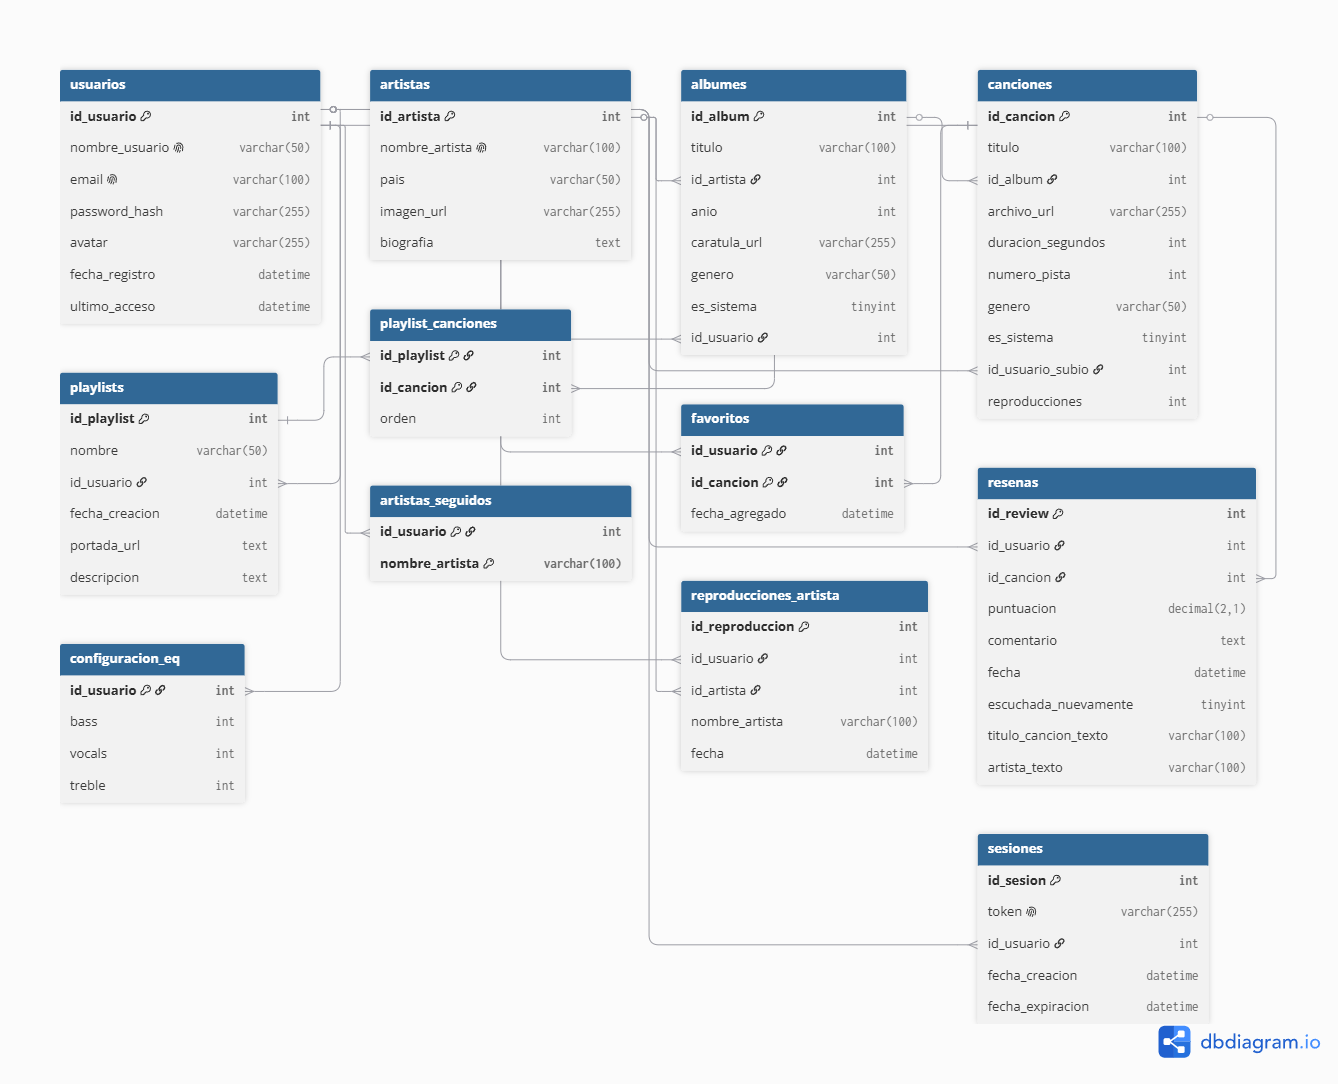 usuarios
id_usuario int
nombre_usuario varchar(50)
email varchar(100)
password_hash varchar(255)
avatar varchar(255)
fecha_registro datetime
ultimo_acceso datetime
artistas
id_artista int
nombre_artista varchar(100)
pais varchar(50)
imagen_url varchar(255)
biografia text
albumes
id_album int
titulo varchar(100)
id_artista int
anio int
caratula_url varchar(255)
genero varchar(50)
es_sistema tinyint
id_usuario int
canciones
id_cancion int
titulo varchar(100)
id_album int
archivo_url varchar(255)
duracion_segundos int
numero_pista int
genero varchar(50)
es_sistema tinyint
id_usuario_subio int
reproducciones int
playlist_canciones
id_playlist int
id_cancion int
orden int
playlists
id_playlist int
nombre varchar(50)
id_usuario int
fecha_creacion datetime
portada_url text
descripcion text
favoritos
id_usuario int
id_cancion int
fecha_agregado datetime
artistas_seguidos
id_usuario int
nombre_artista varchar(100)
resenas
id_review int
id_usuario int
id_cancion int
puntuacion decimal(2,1)
comentario text
fecha datetime
escuchada_nuevamente tinyint
titulo_cancion_texto varchar(100)
artista_texto varchar(100)
reproducciones_artista
id_reproduccion int
id_usuario int
id_artista int
nombre_artista varchar(100)
fecha datetime
configuracion_eq
id_usuario int
bass int
vocals int
treble int
sesiones
id_sesion int
token varchar(255)
id_usuario int
fecha_creacion datetime
fecha_expiracion datetime
dbdiagram.io